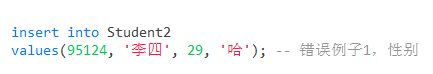 insert into Student2
values(95124, '李四', 29, '哈'); -- 错误例子1，性别